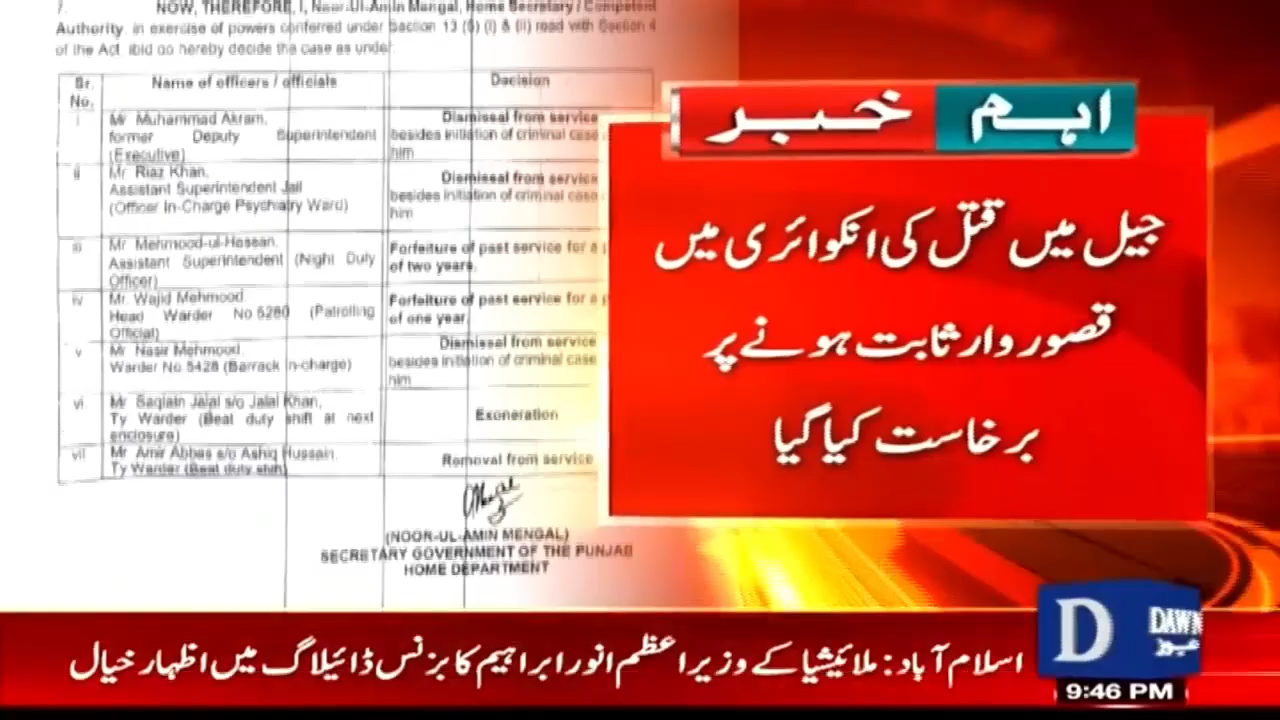 7. NOW, THEREFORE, I, Noor-Ul-Amin Mengal, Home Secretary / Competent
Authority, in exercise of powers conferred under Section 13 (5) (i) & (ii) read with Section 4
of the Act ibid do hereby decide the case as under:
Sr. No. Name of officers / officials Decision
i Mr Muhammad Akram, former Deputy Superintendent (Executive) Dismissal from service besides initiation of criminal case him
ii Mr Riaz Khan, Assistant Superintendent Jail (Officer In-Charge Psychiatry Ward) Dismissal from service besides initiation of criminal case him
iii Mr Mehmood-ul-Hassan, Assistant Superintendent (Night Duty Officer) Forfeiture of past service for a of two years.
iv Mr. Wajid Mehmood Head Warder No 5280 (Patrolling Official) Forfeiture of past service for a of one year.
v Mr Nasir Mehmood, Warder No.5428 (Barrack in-charge) Dismissal from service besides initiation of criminal case him
vi Mr Saqlain Jalal s/o Jalal Khan, Ty Warder (Beat duty shift at next enclosure) Exoneration
vii Mr Amir Abbas s/o Ashiq Hussain, Ty Warder (Beat duty shift) Removal from service
(NOOR-UL-AMIN MENGAL)
SECRETARY GOVERNMENT OF THE PUNJAB
HOME DEPARTMENT
اہم خبر
جیل میں قتل کی انکوائری میں
قصور وار ثابت ہونے پر
برخاست کیا گیا
اسلام آباد: ملائیشیا کے وزیراعظم انور ابراہیم کا بزنس ڈائیلاگ میں اظہار خیال
D DAWN
نیوز
9:46 PM